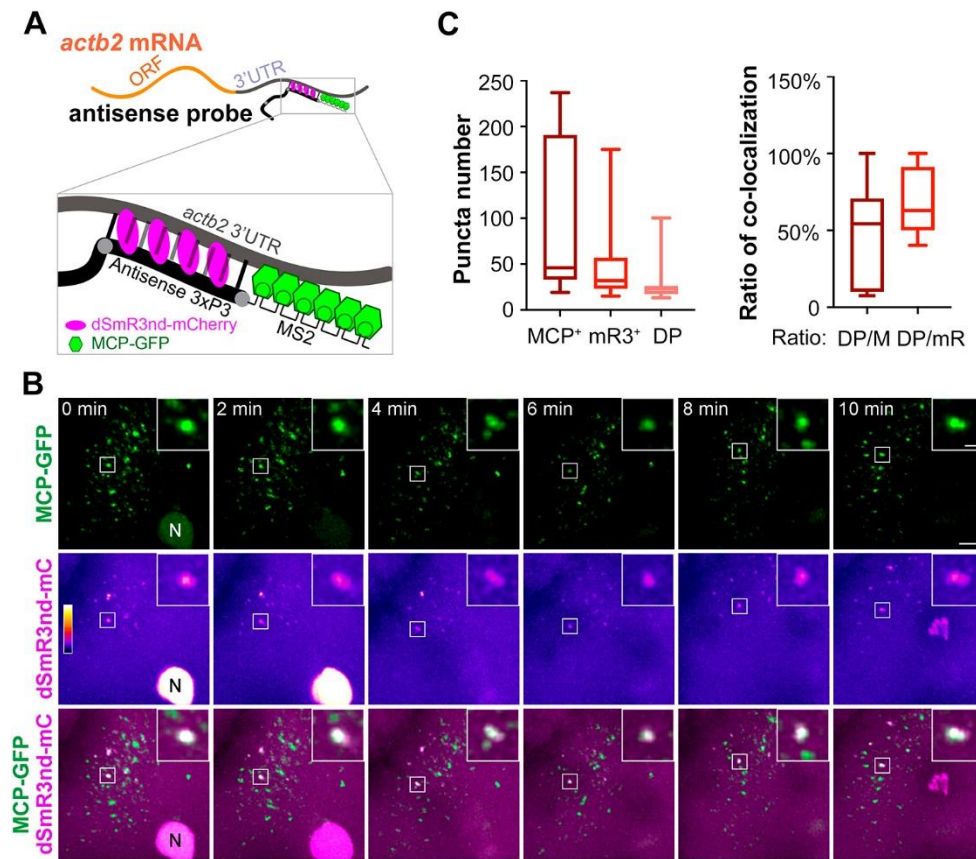 A
actb2 mRNA
ORF
3'UTR
antisense probe
actb2 3'UTR
Antisense 3xP3
MS2
dSmR3nd-mCherry
MCP-GFP
C
Puncta number
250
200
150
100
50
0
MCP⁺ mR3⁺ DP
Ratio of co-localization
100%
50%
0
Ratio: DP/M DP/mR
B
0 min 2 min 4 min 6 min 8 min 10 min
MCP-GFP
N
dSmR3nd-mC
N
MCP-GFP
dSmR3nd-mC
N